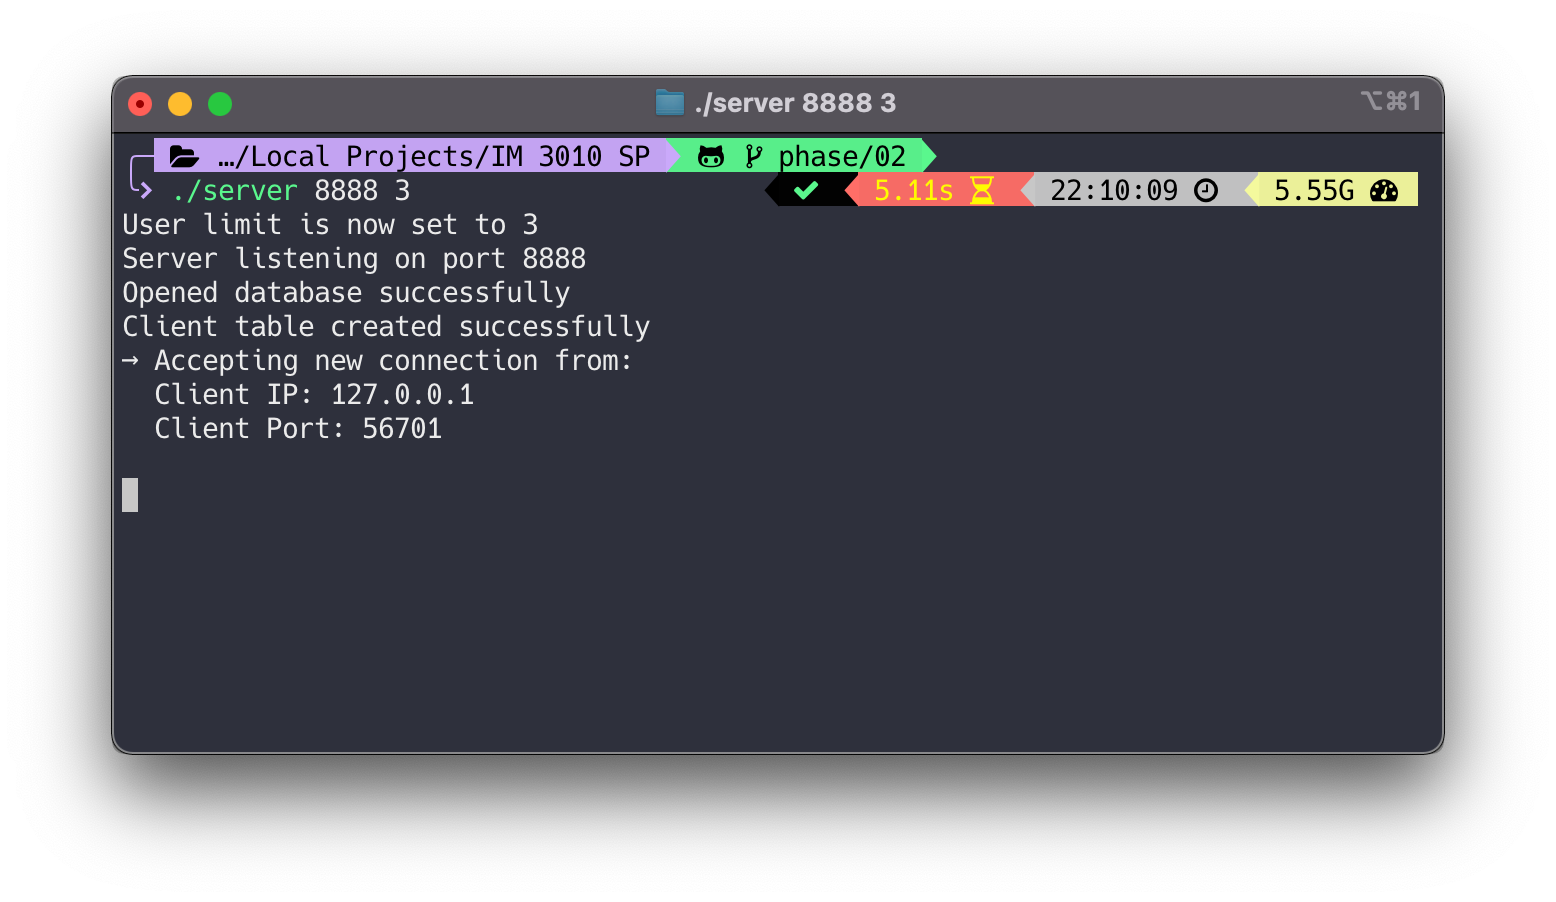 ./server 8888 3
⌥⌘1
…/Local Projects/IM 3010 SP phase/02
./server 8888 3 5.11s 22:10:09 5.55G
User limit is now set to 3
Server listening on port 8888
Opened database successfully
Client table created successfully
→ Accepting new connection from:
Client IP: 127.0.0.1
Client Port: 56701